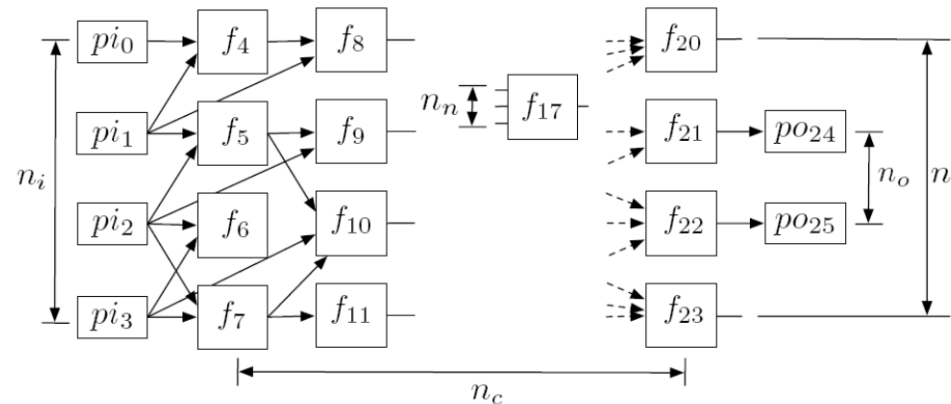 pi₀ f₄ f₈ f₂₀
nₙ f₁₇
pi₁ f₅ f₉ f₂₁ po₂₄
nᵢ nₒ n
pi₂ f₆ f₁₀ f₂₂ po₂₅
pi₃ f₇ f₁₁ f₂₃
n_c